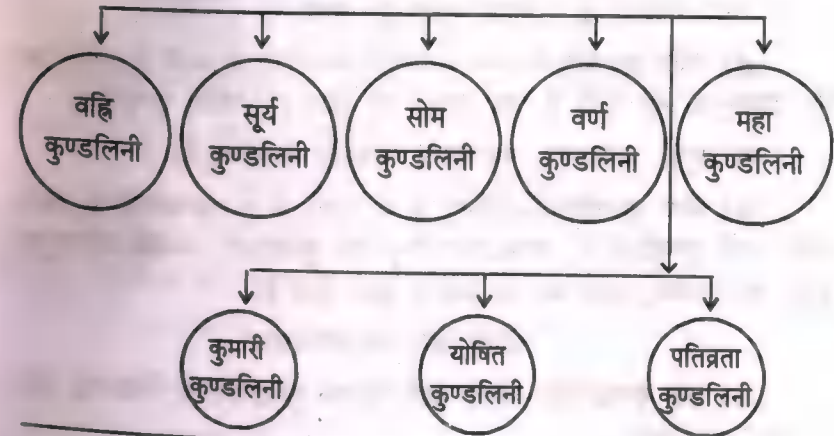 वह्नि
कुण्डलिनी
सूर्य
कुण्डलिनी
सोम
कुण्डलिनी
वर्ण
कुण्डलिनी
महा
कुण्डलिनी
कुमारी
कुण्डलिनी
योषित
कुण्डलिनी
पतिव्रता
कुण्डलिनी